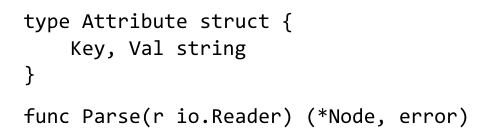 type Attribute struct {
    Key, Val string
}
func Parse(r io.Reader) (*Node, error)